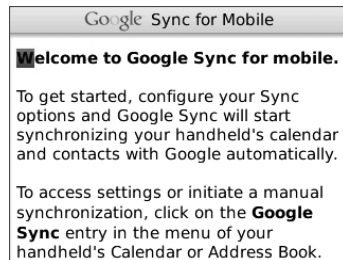 Google Sync for Mobile
Welcome to Google Sync for mobile.
To get started, configure your Sync
options and Google Sync will start
synchronizing your handheld's calendar
and contacts with Google automatically.
To access settings or initiate a manual
synchronization, click on the Google
Sync entry in the menu of your
handheld's Calendar or Address Book.